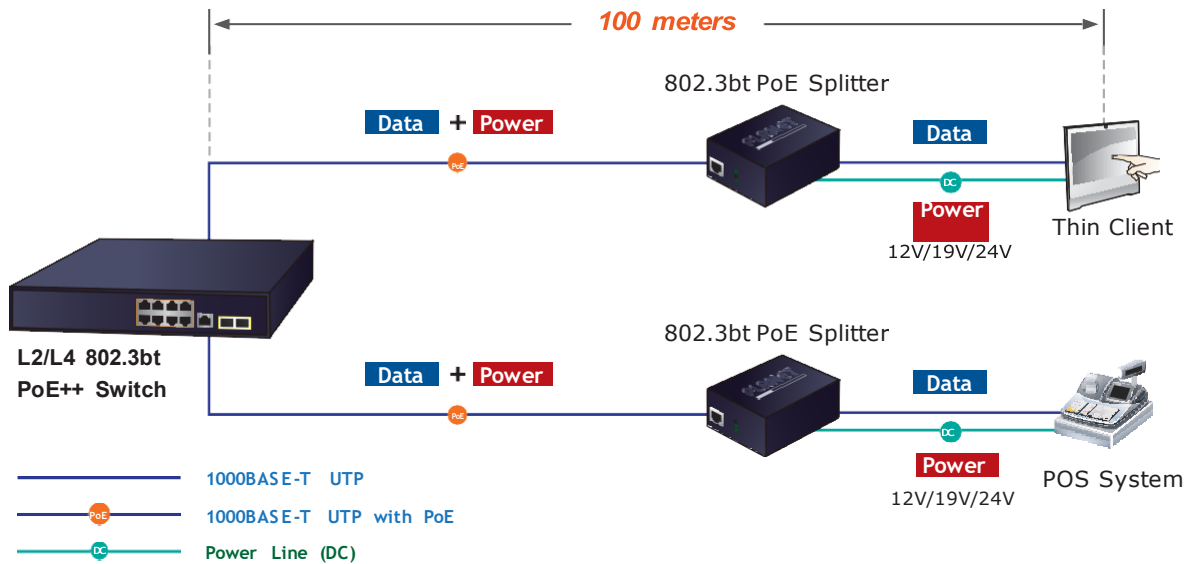 100 meters
802.3bt PoE Splitter
Data + Power
Data
PoE
DC
Power
12V/19V/24V
Thin Client
L2/L4 802.3bt
PoE++ Switch
802.3bt PoE Splitter
Data + Power
Data
PoE
DC
Power
12V/19V/24V
POS System
1000BASE-T UTP
PoE
1000BASE-T UTP with PoE
DC
Power Line (DC)